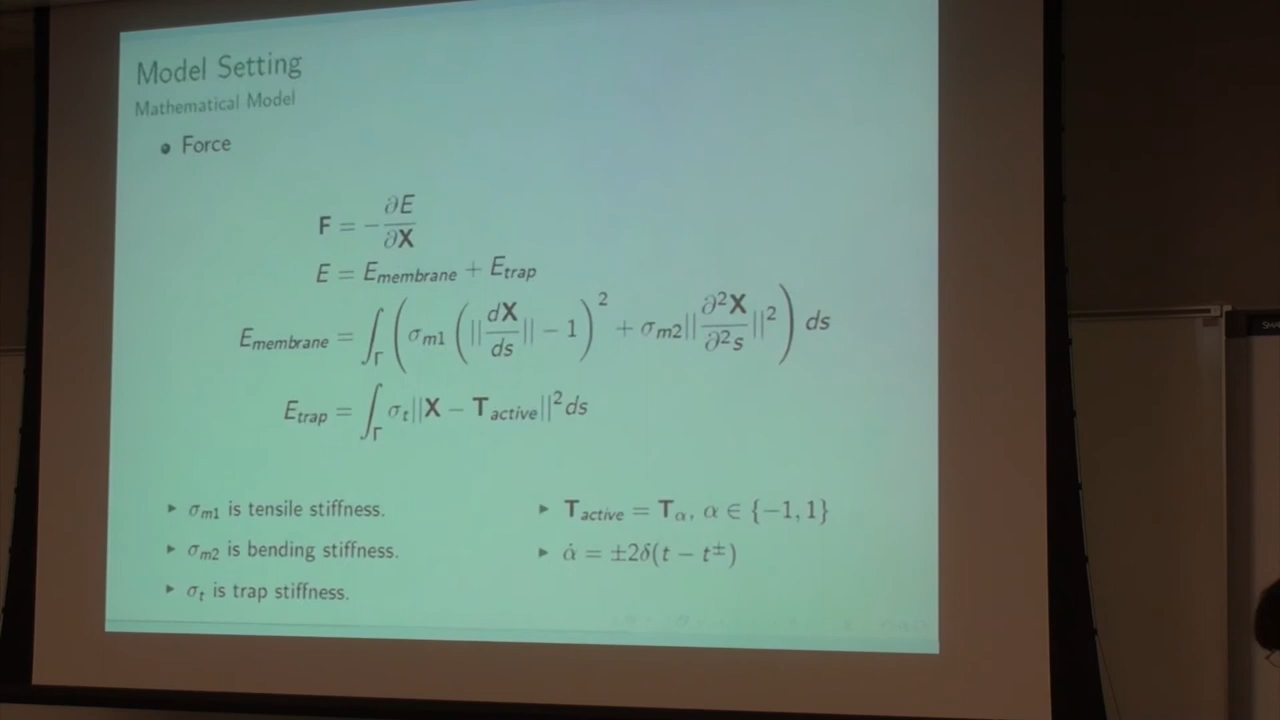 Model Setting
Mathematical Model
Force
F = −∂E/∂X
E = E_membrane + E_trap
E_membrane = ∫_Γ (σ_m1 (||dX/ds|| − 1)² + σ_m2||∂²X/∂²s||²) ds
E_trap = ∫_Γ σ_t||X − T_active||² ds
σ_m1 is tensile stiffness.
σ_m2 is bending stiffness.
σ_t is trap stiffness.
T_active = T_α, α ∈ {−1, 1}
α̇ = ±2δ(t − t^±)